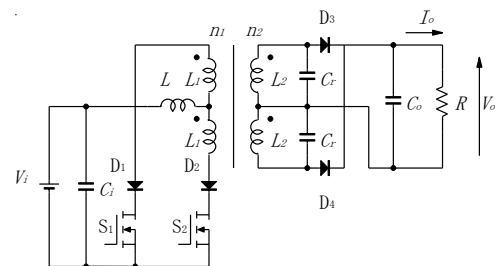 n1 n2
D3
Io
L L1 L2 Cr
Co R Vo
L1 L2 Cr
D1 D2
Vi Ci
D4
S1 S2